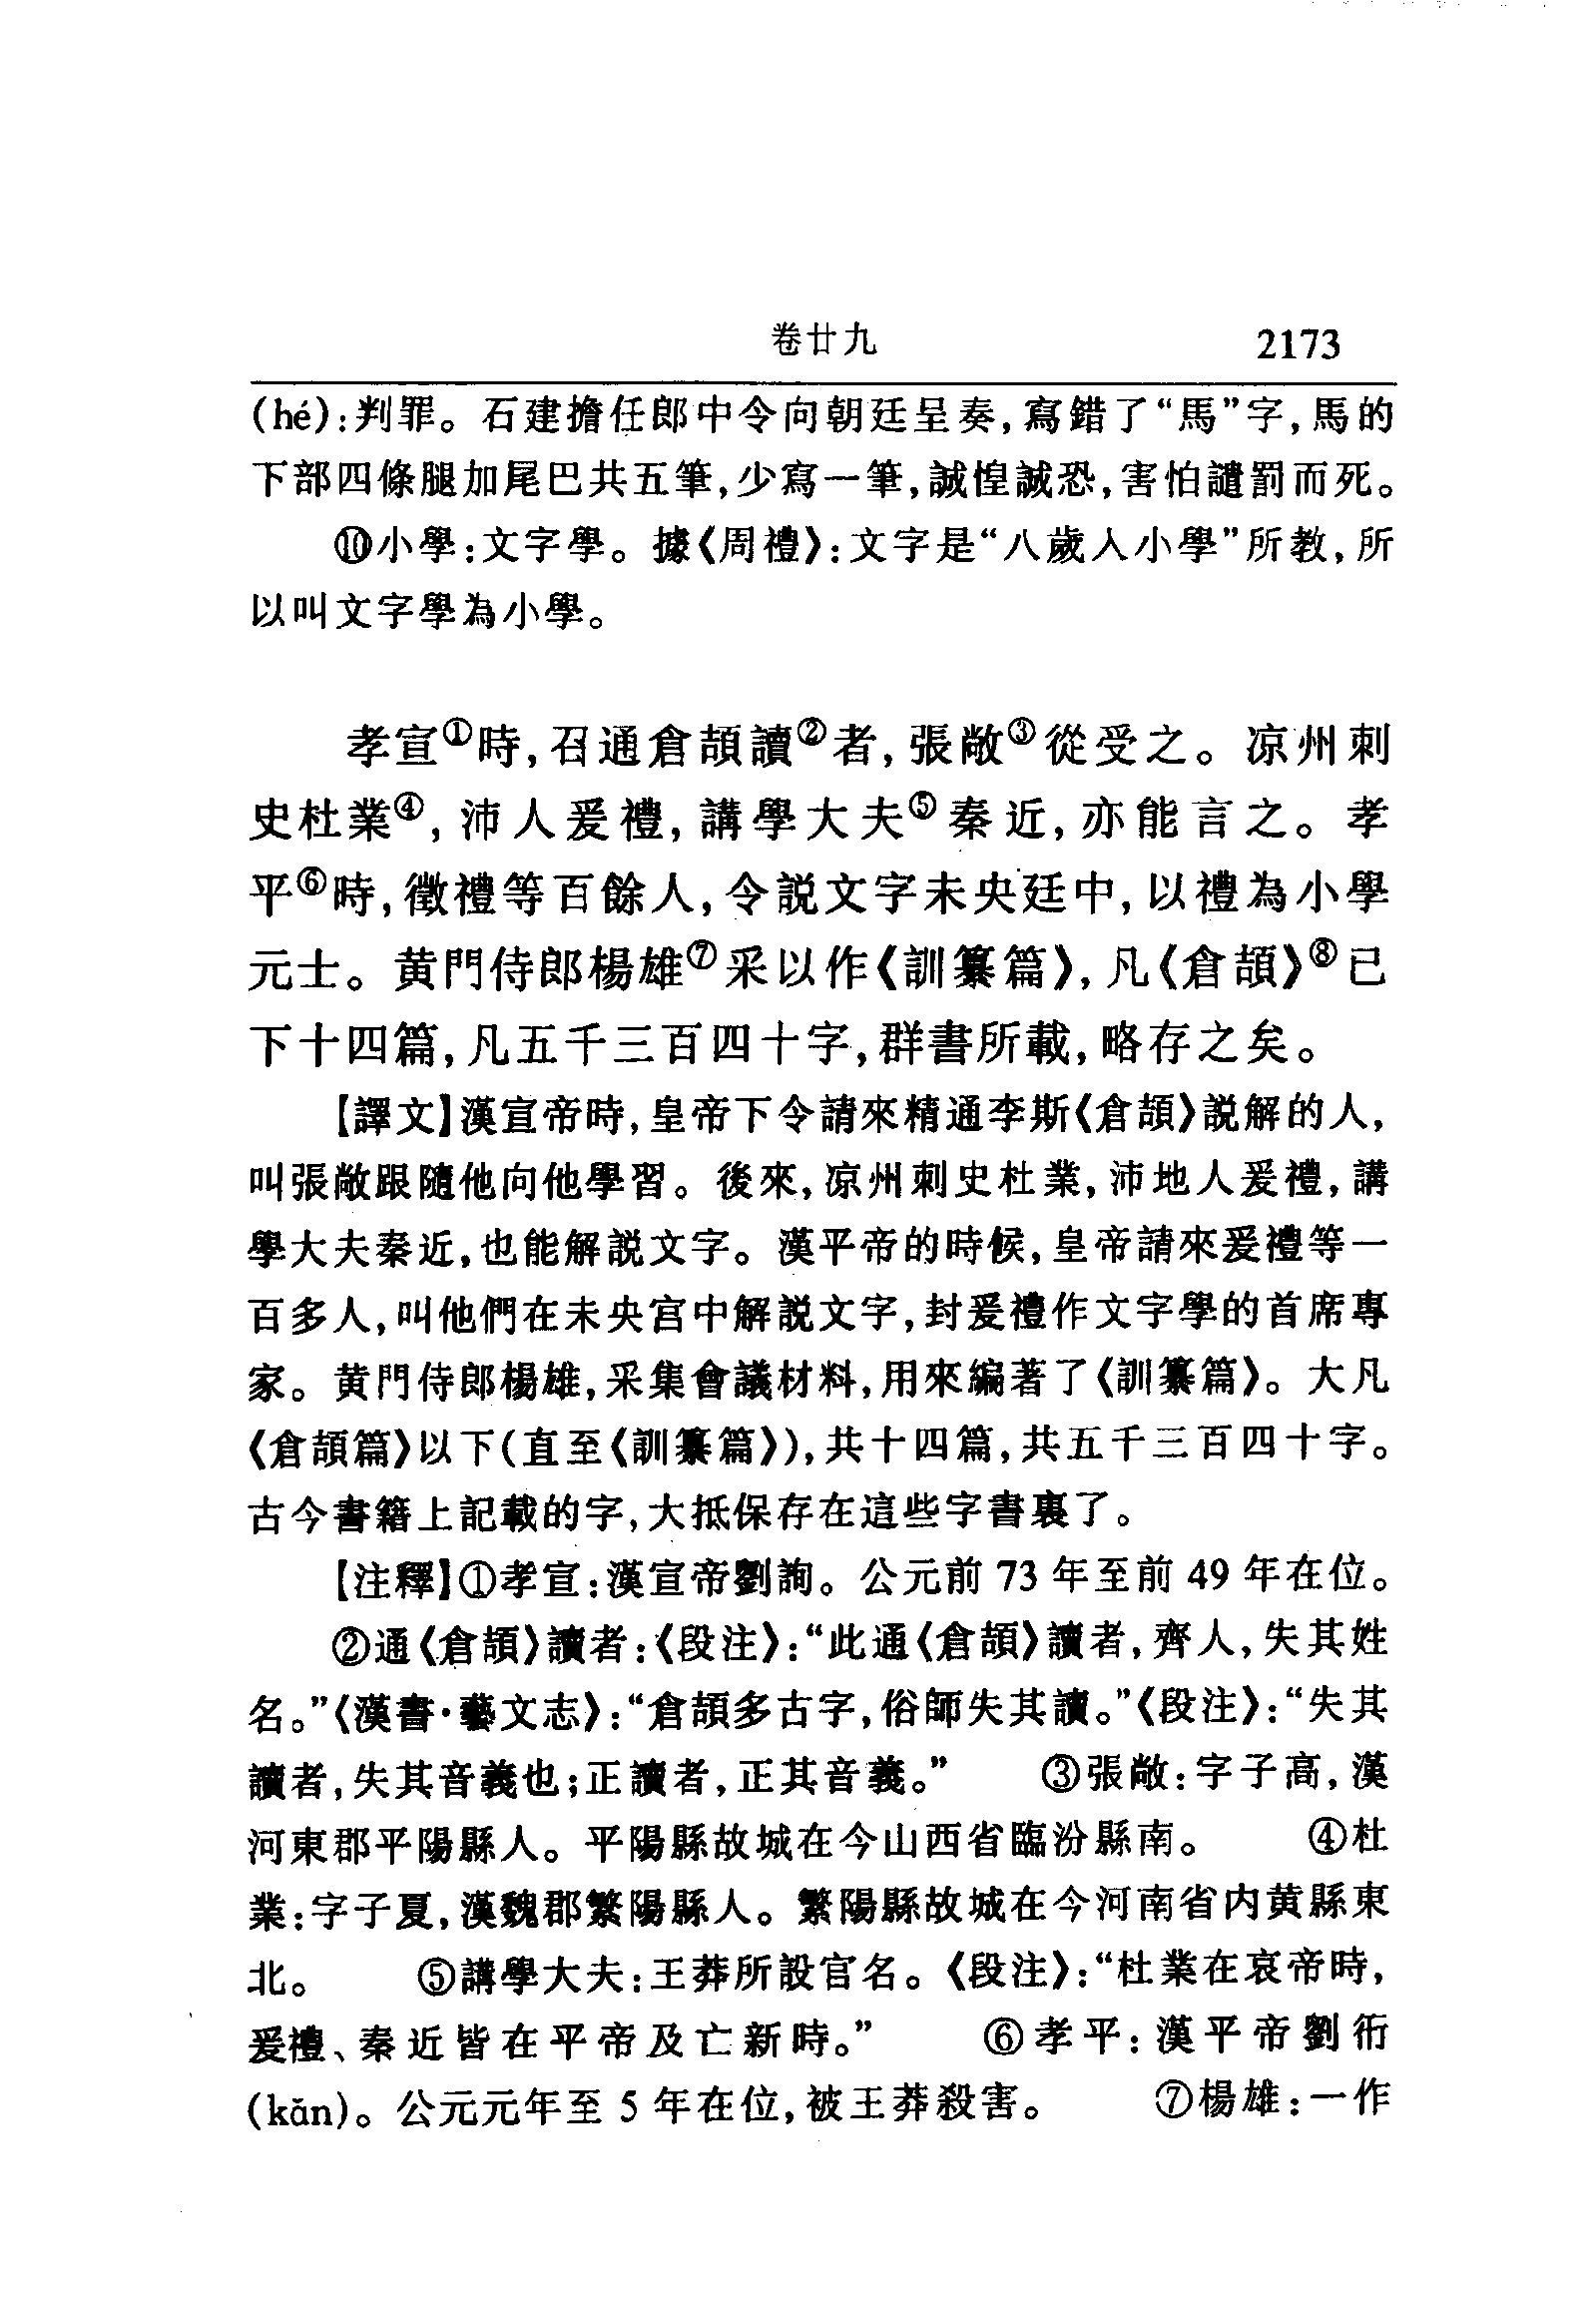 卷廿九 2173
(hé):判罪。石建擔任郎中令向朝廷呈奏,寫錯了“馬”字,馬的
下部四條腿加尾巴共五筆,少寫一筆,誠惶誠恐,害怕譴罰而死。
⑩小學:文字學。據《周禮》:文字是“八歲人小學”所教,所
以叫文字學為小學。
孝宣①時,召通倉頡讀②者,張敞③從受之。凉州刺
史杜業④,沛人爰禮,講學大夫⑤秦近,亦能言之。孝
平⑥時,徵禮等百餘人,令説文字未央廷中,以禮為小學
元士。黄門侍郎楊雄⑦采以作《訓纂篇》,凡《倉頡》⑧已
下十四篇,凡五千三百四十字,群書所載,略存之矣。
【譯文】漢宣帝時,皇帝下令請來精通李斯《倉頡》説解的人,
叫張敞跟隨他向他學習。後來,凉州刺史杜業,沛地人爰禮,講
學大夫秦近,也能解説文字。漢平帝的時候,皇帝請來爰禮等一
百多人,叫他們在未央宫中解説文字,封爰禮作文字學的首席專
家。黄門侍郎楊雄,采集會議材料,用來編著了《訓纂篇》。大凡
《倉頡篇》以下(直至《訓纂篇》),共十四篇,共五千三百四十字。
古今書籍上記載的字,大抵保存在這些字書裏了。
【注釋】①孝宣:漢宣帝劉詢。公元前 73 年至前 49 年在位。
②通《倉頡》讀者:《段注》:“此通《倉頡》讀者,齊人,失其姓
名。”《漢書·藝文志》:“倉頡多古字,俗師失其讀。”《段注》:“失其
讀者,失其音義也;正讀者,正其音義。” ③張敞:字子高,漢
河東郡平陽縣人。平陽縣故城在今山西省臨汾縣南。 ④杜
業:字子夏,漢魏郡繁陽縣人。繁陽縣故城在今河南省内黄縣東
北。 ⑤講學大夫:王莽所設官名。《段注》:“杜業在哀帝時,
爰禮、秦近皆在平帝及亡新時。” ⑥孝平:漢平帝劉衎
(kǎn)。公元元年至 5 年在位,被王莽殺害。 ⑦楊雄:一作